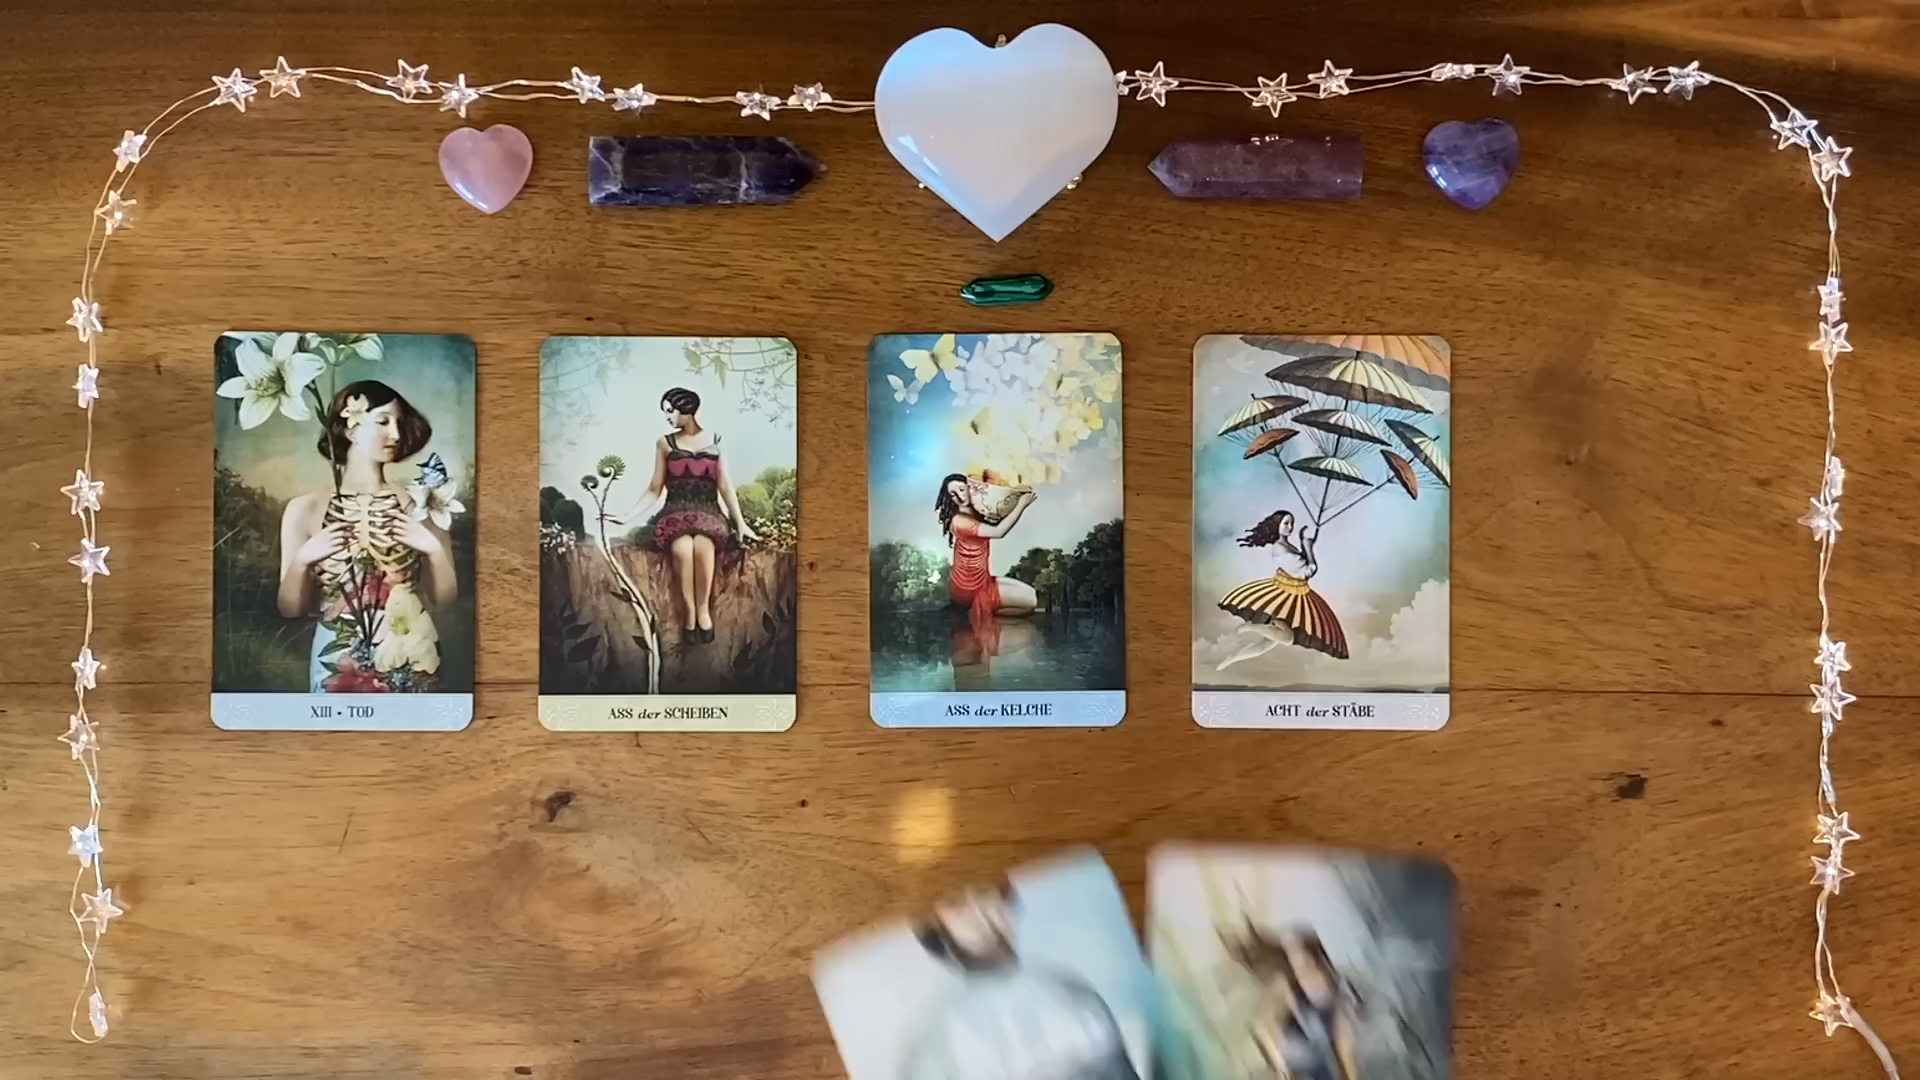 XIII • TOD
ASS der SCHEIBEN
ASS der KELCHE
ACHT der STÄBE